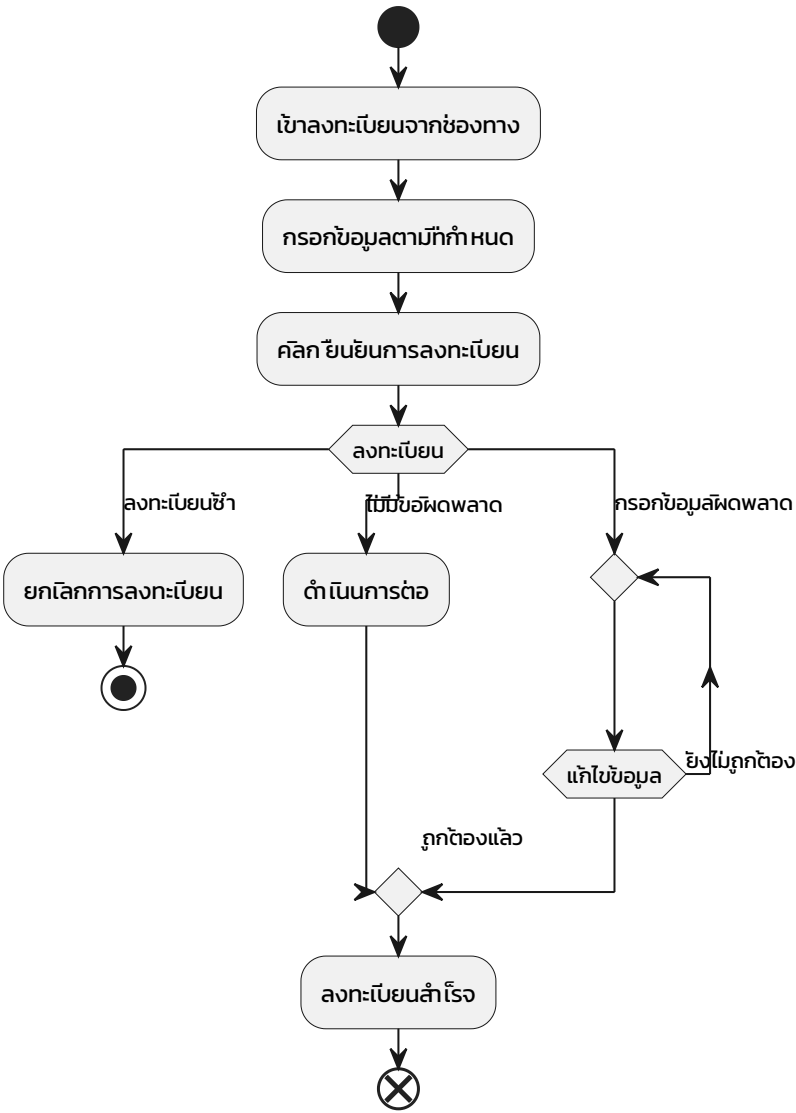 เข้าลงทะเบียนจากช่องทาง
กรอกข้อมูลตามที่กำหนด
คลิกยืนยันการลงทะเบียน
ลงทะเบียน
ลงทะเบียนซ้ำ
ไม่มีข้อผิดพลาด
กรอกข้อมูลผิดพลาด
ยกเลิกการลงทะเบียน
ดำเนินการต่อ
ยังไม่ถูกต้อง
แก้ไขข้อมูล
ถูกต้องแล้ว
ลงทะเบียนสำเร็จ